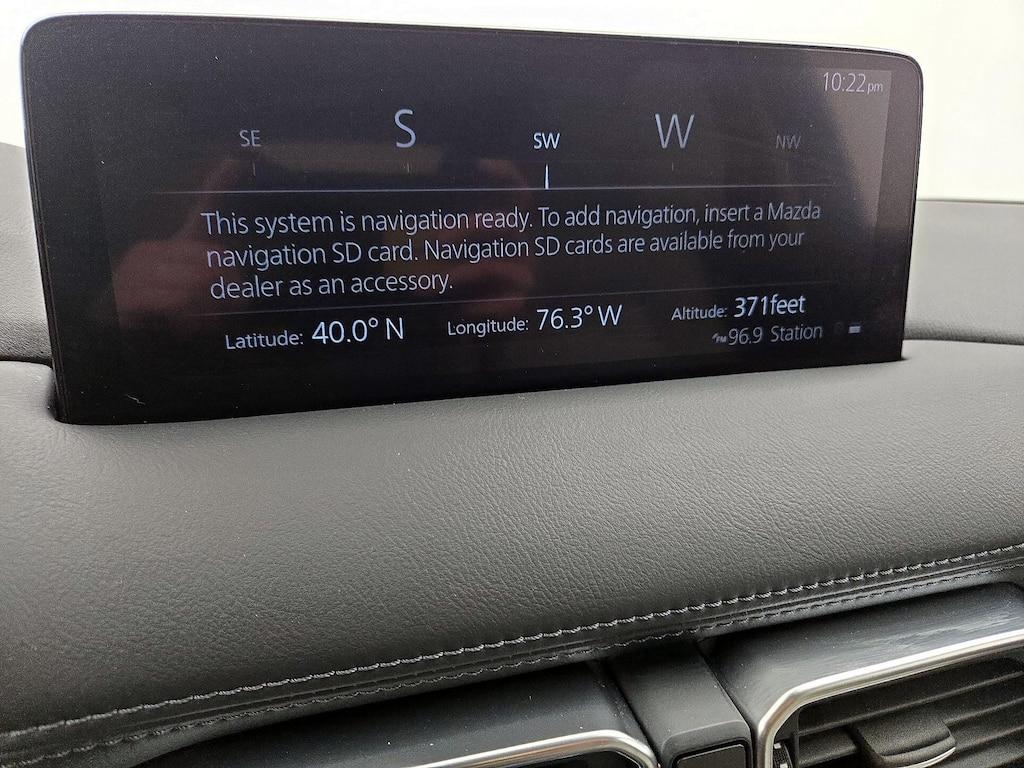 10:22pm
SE S SW W NW
This system is navigation ready. To add navigation, insert a Mazda
navigation SD card. Navigation SD cards are available from your
dealer as an accessory.
Latitude: 40.0° N Longitude: 76.3° W Altitude: 371feet
FM 96.9 Station